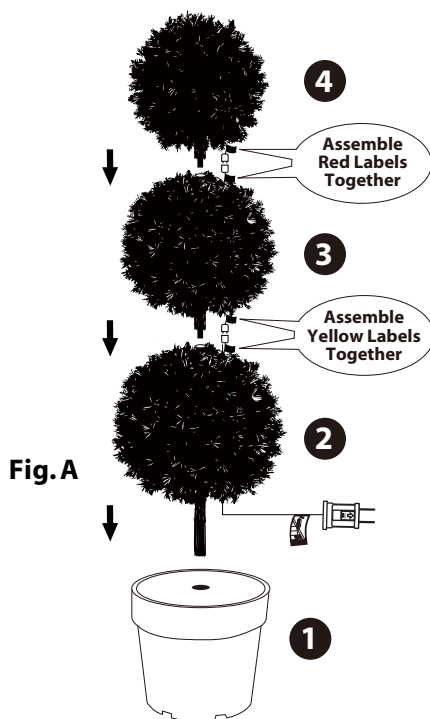 4
Assemble
Red Labels
Together
3
Assemble
Yellow Labels
Together
2
Fig. A
1